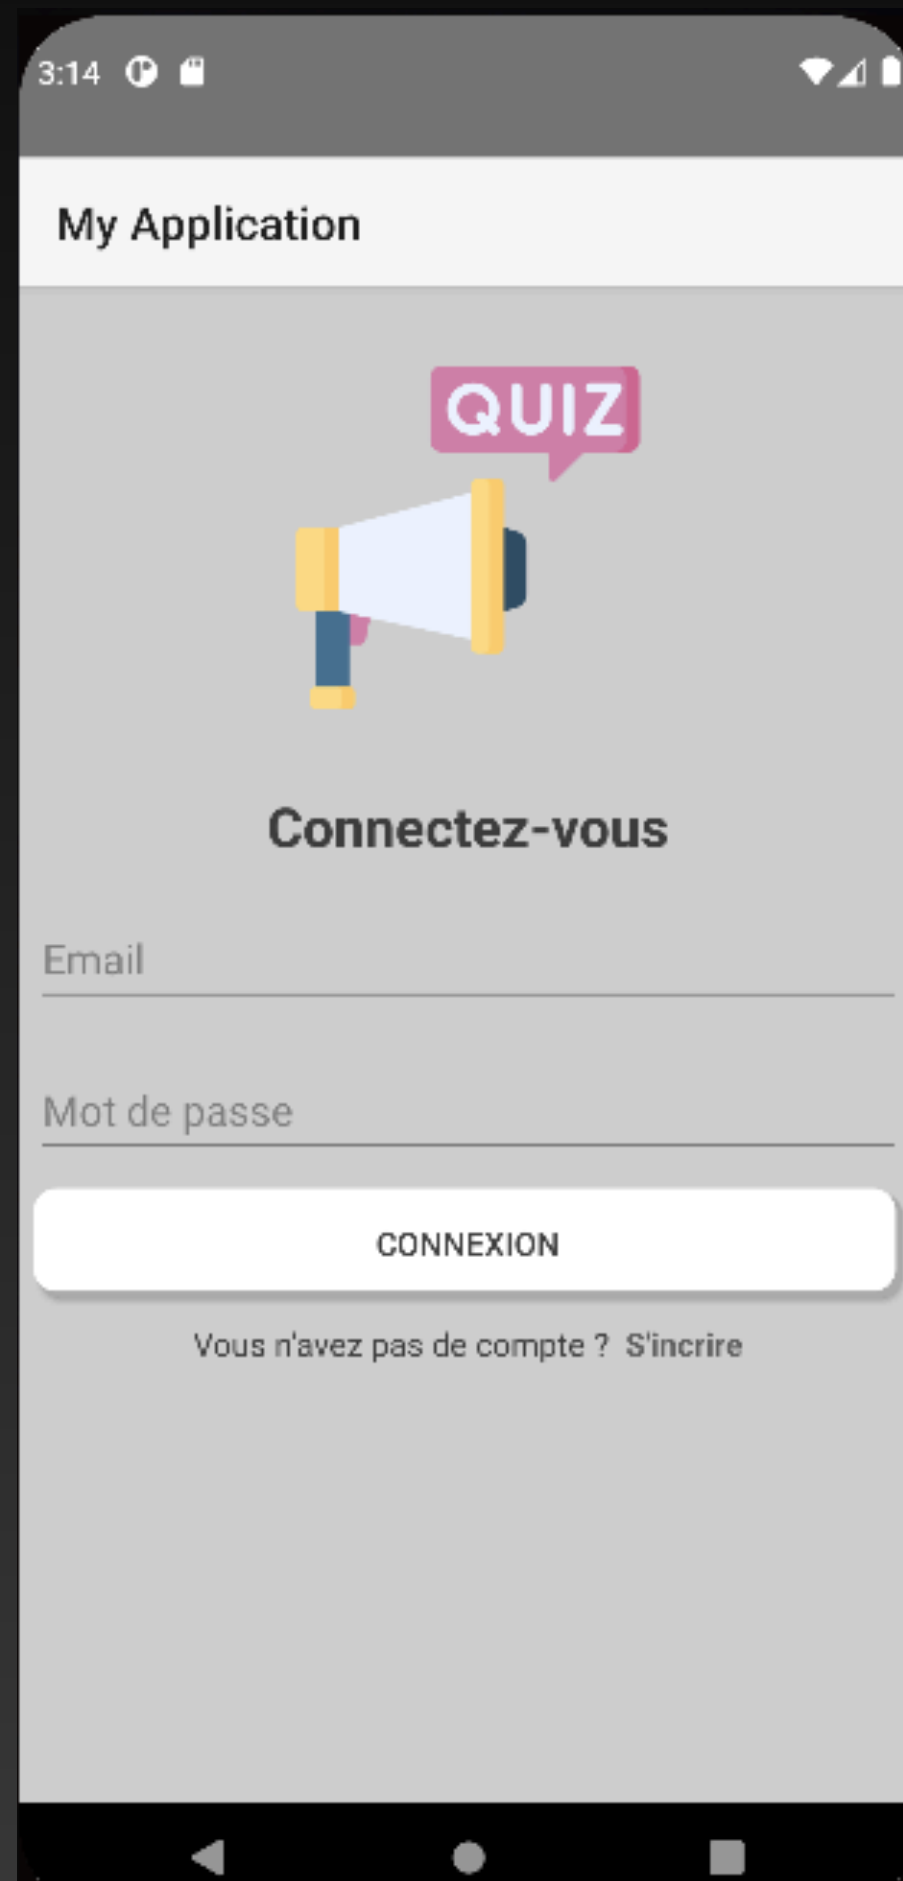 3:14
My Application
QUIZ
Connectez-vous
Email
Mot de passe
CONNEXION
Vous n'avez pas de compte ? S'incrire